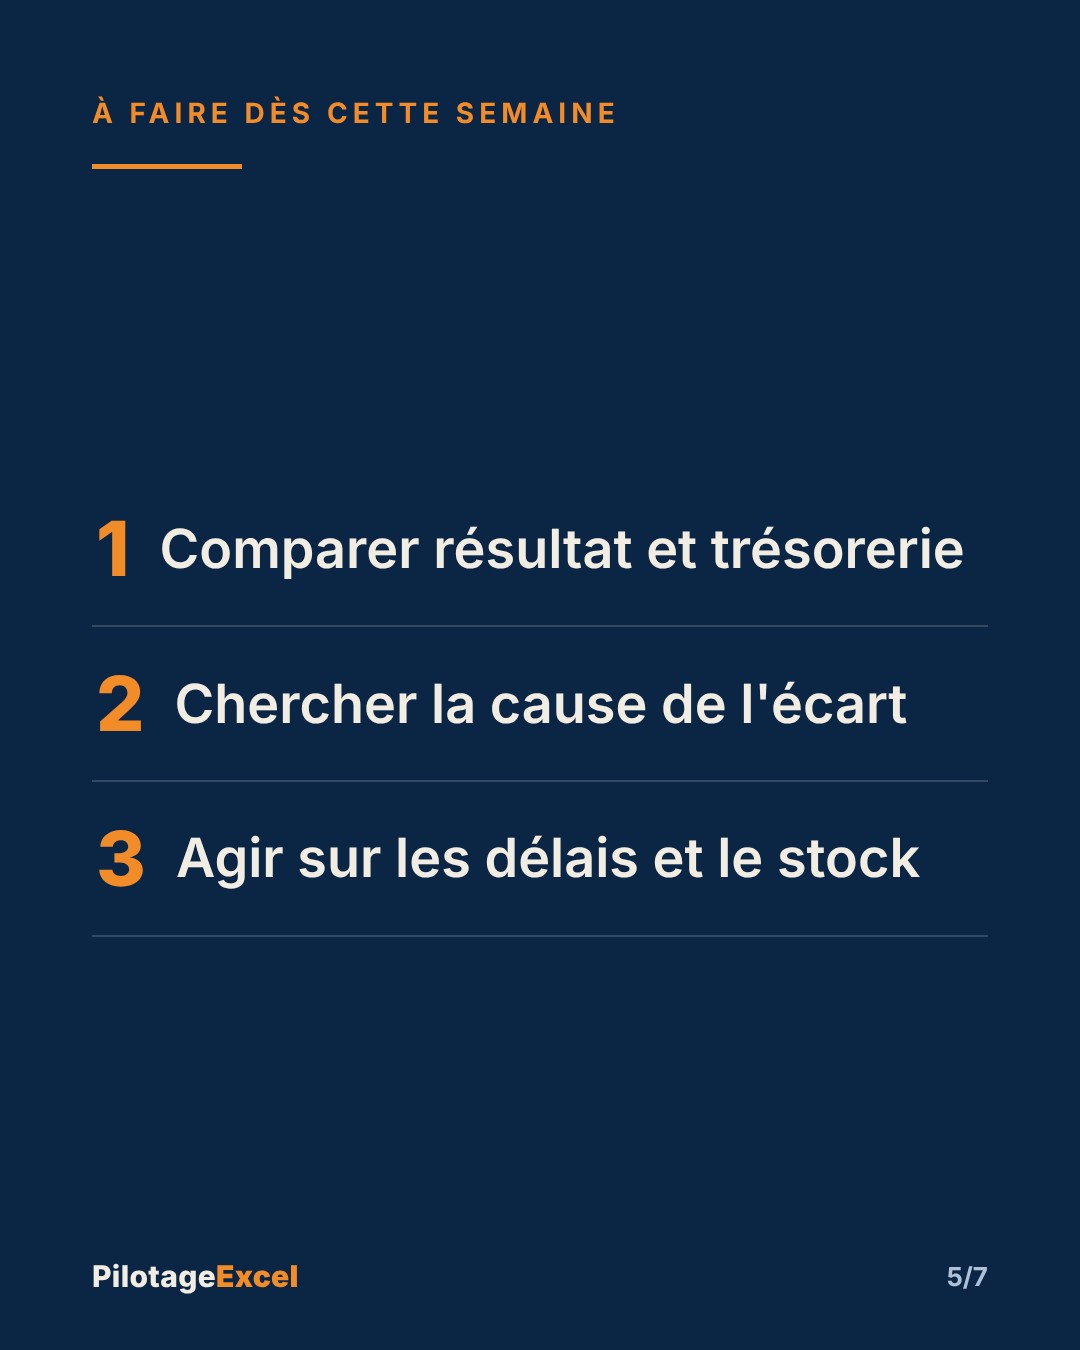 À FAIRE DÈS CETTE SEMAINE
1 Comparer résultat et trésorerie
2 Chercher la cause de l'écart
3 Agir sur les délais et le stock
PilotageExcel
5/7